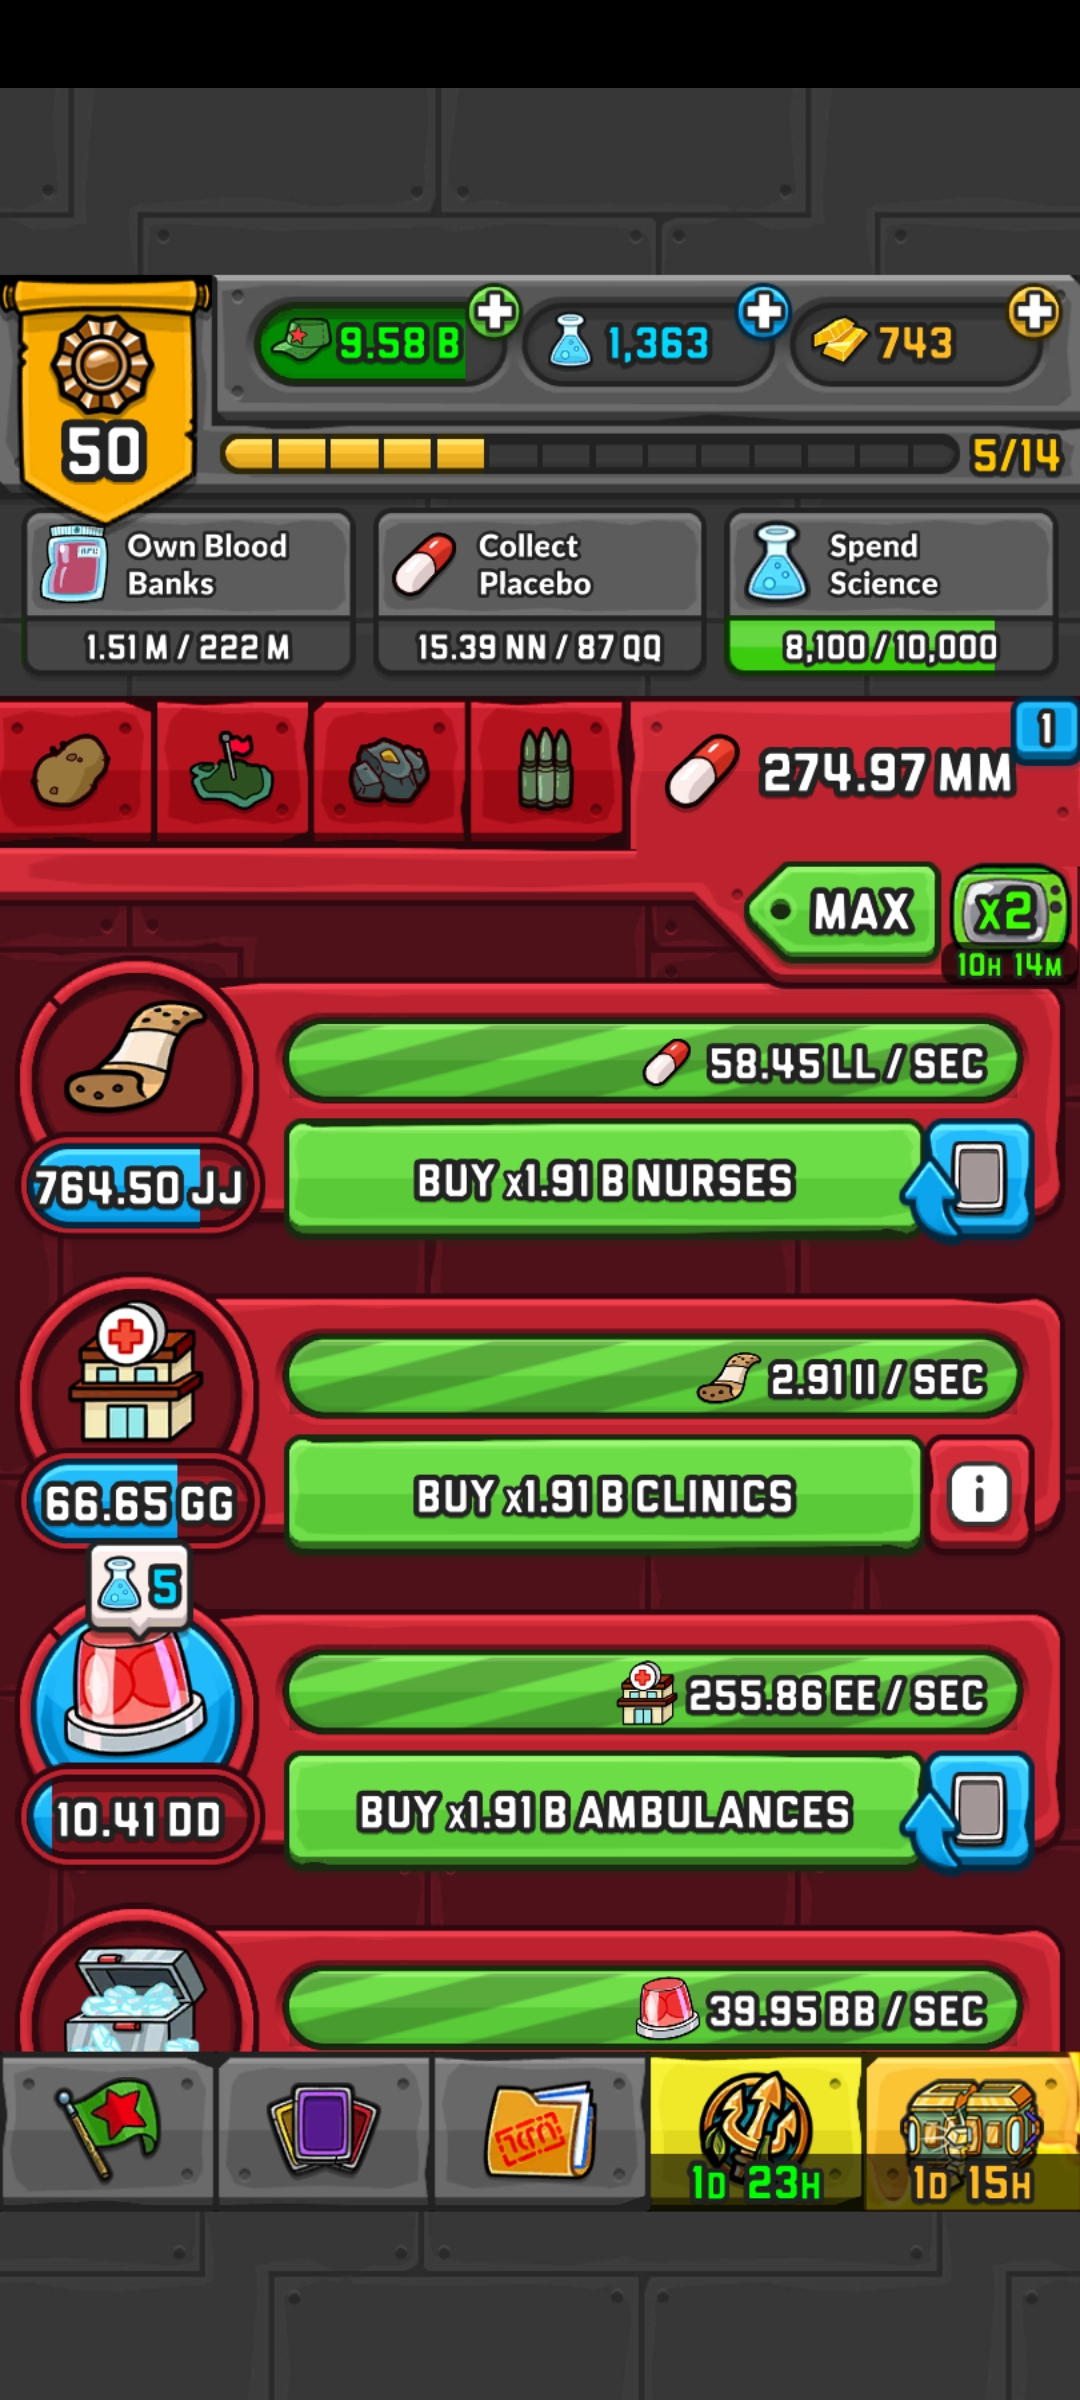 9.58 B
1,363
743
50
5/14
Own Blood
Banks
1.51 M / 222 M
Collect
Placebo
15.39 NN / 87 QQ
Spend
Science
8,100 / 10,000
274.97 MM
1
MAX
x2
10H 14M
58.45 LL / SEC
764.50 JJ
BUY x1.91 B NURSES
2.91 II / SEC
66.65 GG
BUY x1.91 B CLINICS
i
5
255.86 EE / SEC
10.41 DD
BUY x1.91 B AMBULANCES
39.95 BB / SEC
1D 23H
1D 15H